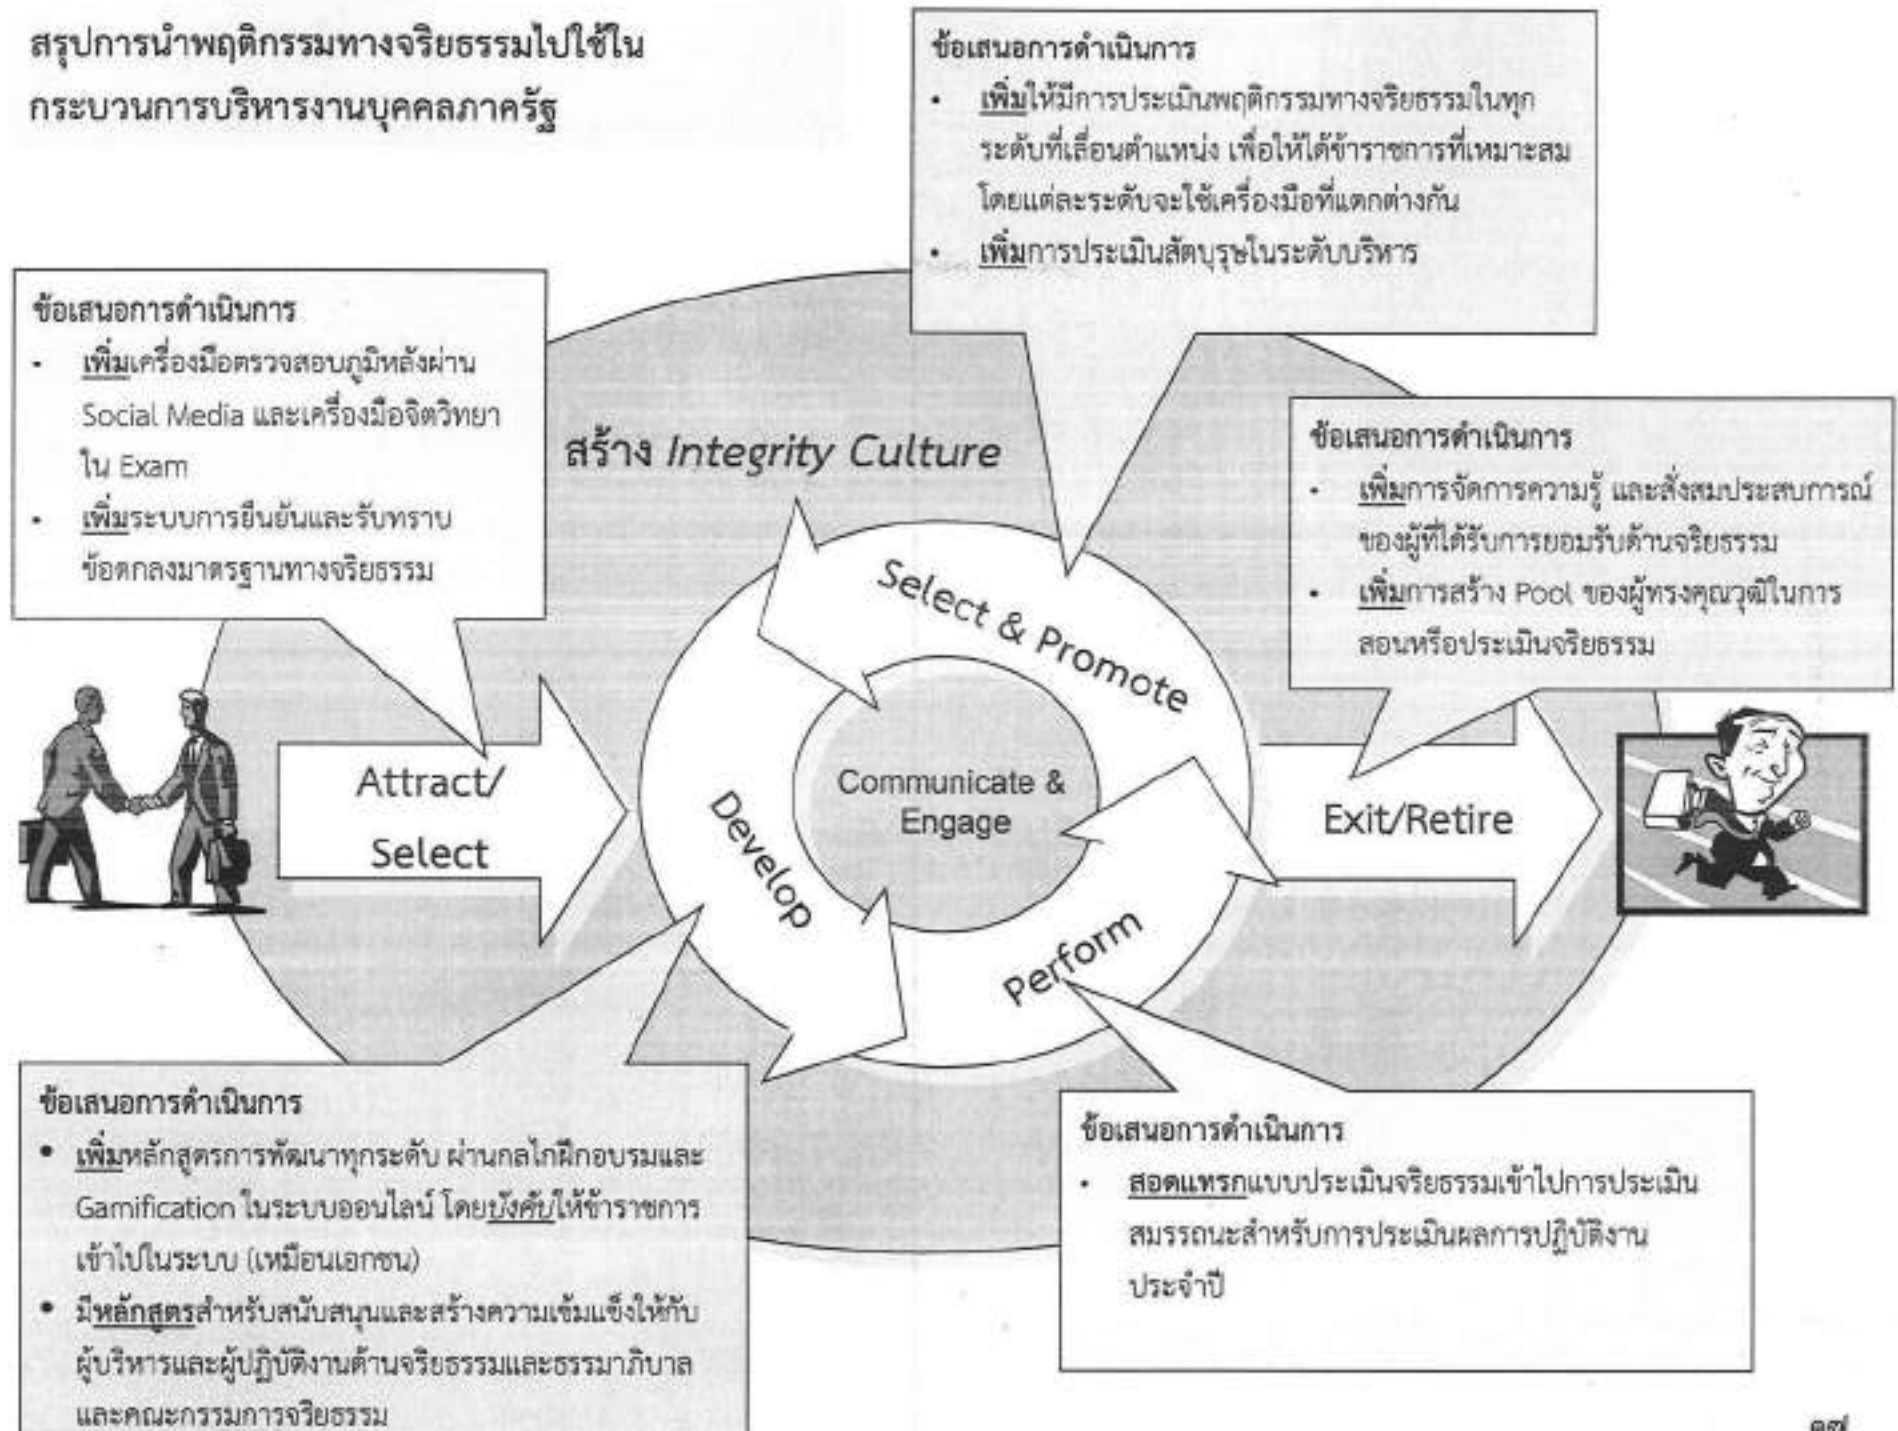 สรุปการนำพฤติกรรมทางจริยธรรมไปใช้ใน
กระบวนการบริหารงานบุคคลภาครัฐ
ข้อเสนอการดำเนินการ
• เพิ่มให้มีการประเมินพฤติกรรมทางจริยธรรมในทุก
ระดับที่เลื่อนตำแหน่ง เพื่อให้ได้ข้าราชการที่เหมาะสม
โดยแต่ละระดับจะใช้เครื่องมือที่แตกต่างกัน
• เพิ่มการประเมินสัตบุรุษในระดับบริหาร
ข้อเสนอการดำเนินการ
• เพิ่มเครื่องมือตรวจสอบภูมิหลังผ่าน
Social Media และเครื่องมือจิตวิทยา
ใน Exam
• เพิ่มระบบการยืนยันและรับทราบ
ข้อตกลงมาตรฐานทางจริยธรรม
สร้าง Integrity Culture
ข้อเสนอการดำเนินการ
• เพิ่มการจัดการความรู้ และสั่งสมประสบการณ์
ของผู้ที่ได้รับการยอมรับด้านจริยธรรม
• เพิ่มการสร้าง Pool ของผู้ทรงคุณวุฒิในการ
สอนหรือประเมินจริยธรรม
Select & Promote
Attract/
Select
Develop
Communicate &
Engage
Perform
Exit/Retire
ข้อเสนอการดำเนินการ
• เพิ่มหลักสูตรการพัฒนาทุกระดับ ผ่านกลไกฝึกอบรมและ
Gamification ในระบบออนไลน์ โดยบังคับให้ข้าราชการ
เข้าไปในระบบ (เหมือนเอกชน)
• มีหลักสูตรสำหรับสนับสนุนและสร้างความเข้มแข็งให้กับ
ผู้บริหารและผู้ปฏิบัติงานด้านจริยธรรมและธรรมาภิบาล
และคณะกรรมการจริยธรรม
ข้อเสนอการดำเนินการ
• สอดแทรกแบบประเมินจริยธรรมเข้าไปการประเมิน
สมรรถนะสำหรับการประเมินผลการปฏิบัติงาน
ประจำปี